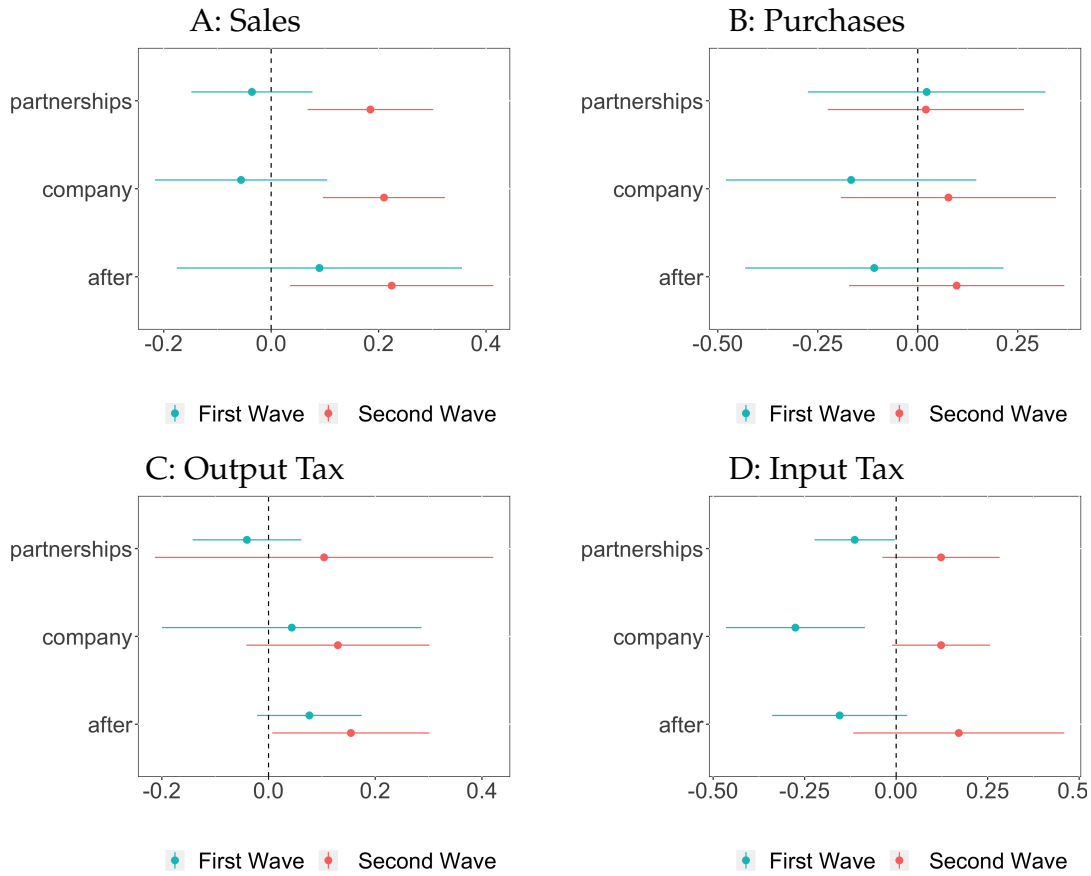 A: Sales
partnerships
company
after
-0.2 0.0 0.2 0.4
First Wave Second Wave
B: Purchases
partnerships
company
after
-0.50 -0.25 0.00 0.25
First Wave Second Wave
C: Output Tax
partnerships
company
after
-0.2 0.0 0.2 0.4
First Wave Second Wave
D: Input Tax
partnerships
company
after
-0.50 -0.25 0.00 0.25 0.5
First Wave Second Wave